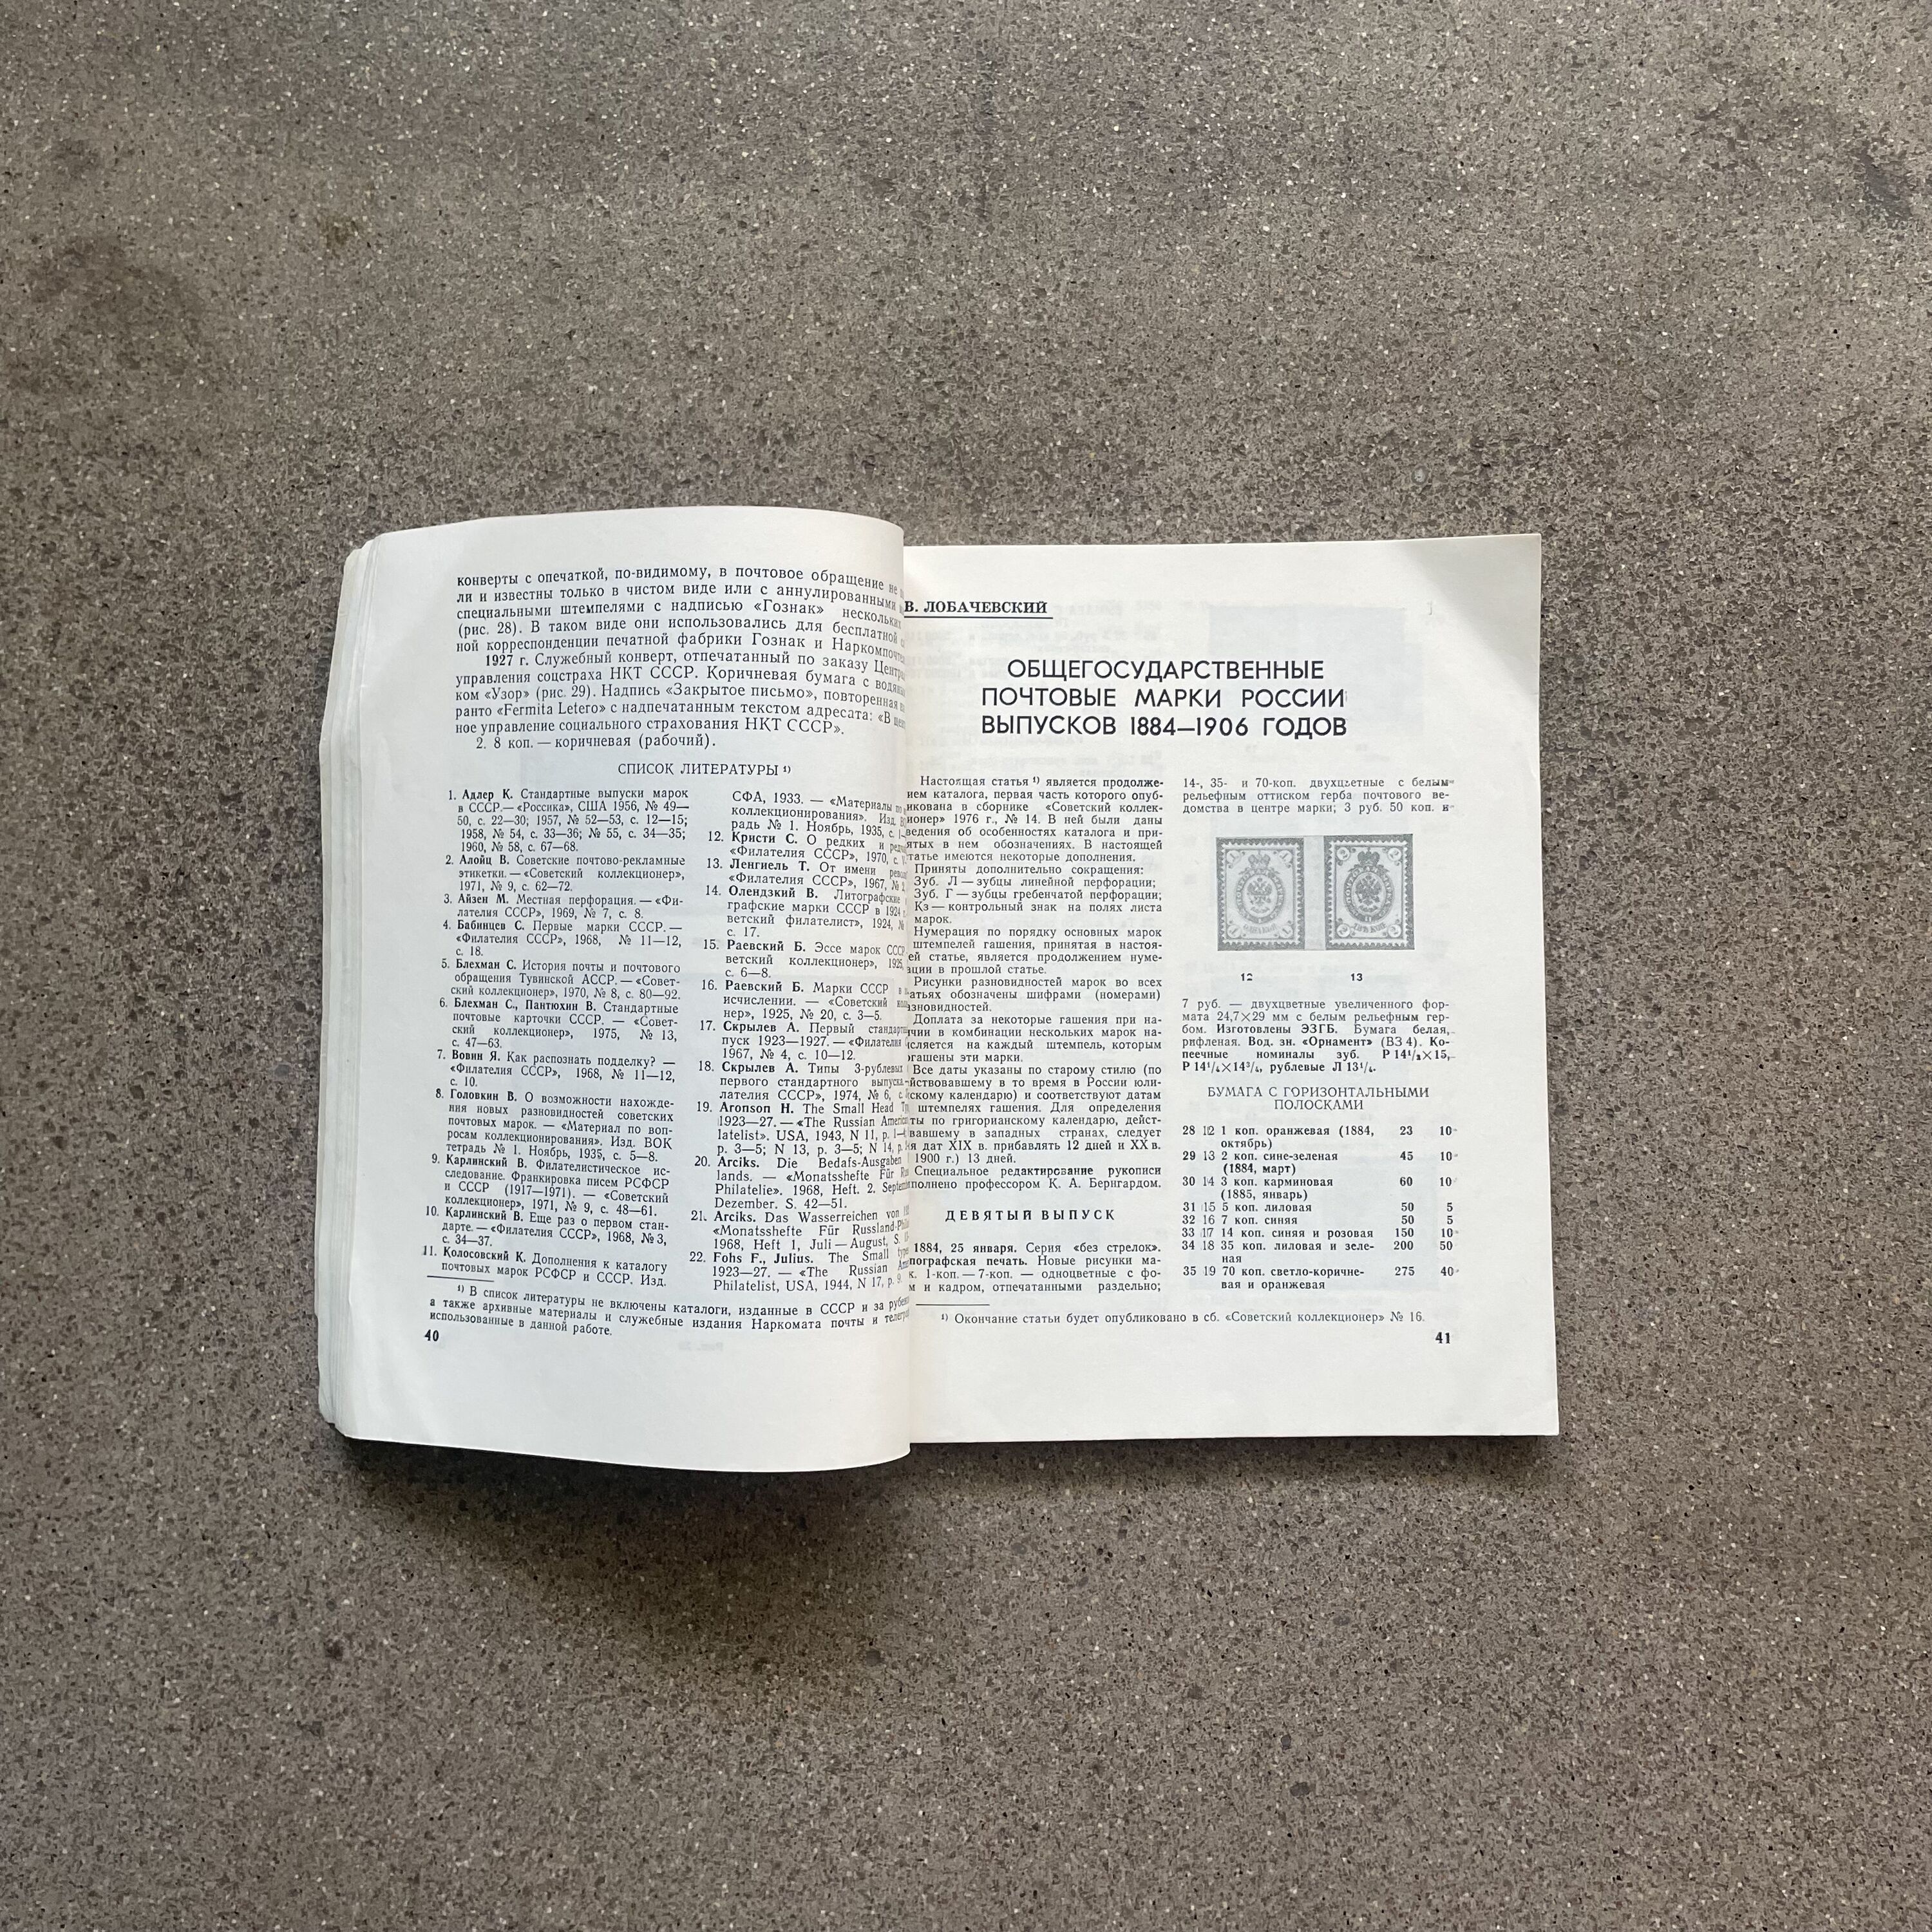 конверты с опечаткой, по-видимому, в почтовое обращение не
ли и известны только в чистом виде или с аннулированными
специальными штемпелями с надписью «Гознак» нескольких
(рис. 28). В таком виде они использовались для бесплатной
ной корреспонденции печатной фабрики Гознак и
1927 г. Служебный конверт, отпечатанный по заказу
управления соцстраха НКТ СССР. Коричневая бумага с
ком «Узор» (рис. 29). Надпись «Закрытое письмо», повторенная
ранто «Fermita Letero» с надпечатанным текстом адресата: «В
ное управление социального страхования НКТ СССР».
2. 8 коп. — коричневая (рабочий).
СПИСОК ЛИТЕРАТУРЫ ¹)
1. Адлер К. Стандартные выпуски марок
в СССР.— «Россика», США 1956, № 49—
50, с. 22—30; 1957, № 52—53, с. 12—15;
1958, № 54, с. 33—36; № 55, с. 34—35;
1960, № 58, с. 67—68.
2. Алойц В. Советские почтово-рекламные
этикетки. — «Советский коллекционер»,
1971, № 9, с. 62—72.
3. Айзен М. Местная перфорация. — «Фи-
лателия СССР», 1969, № 7, с. 8.
4. Бабинцев С. Первые марки СССР. —
«Филателия СССР», 1968, № 11—12,
с. 18.
5. Блехман С. История почты и почтового
обращения Тувинской АССР. — «Совет-
ский коллекционер», 1970, № 8, с. 80—92.
6. Блехман С., Пантюхин В. Стандартные
почтовые карточки СССР. — «Совет-
ский коллекционер», 1975, № 13,
с. 47—63.
7. Вовин Я. Как распознать подделку? —
«Филателия СССР», 1968, № 11—12,
с. 10.
8. Головкин В. О возможности нахожде-
ния новых разновидностей советских
почтовых марок. — «Материал по воп-
росам коллекционирования». Изд. ВОК
тетрадь № 1. Ноябрь, 1935, с. 5—8.
9. Карлинский В. Филателистическое ис-
следование. Франкировка писем РСФСР
и СССР (1917—1971). — «Советский
коллекционер», 1971, № 9, с. 48—61.
10. Карлинский В. Еще раз о первом стан-
дарте. — «Филателия СССР», 1968, № 3,
с. 34—37.
11. Колосовский К. Дополнения к каталогу
почтовых марок РСФСР и СССР. Изд.
СФА, 1933. — «Материалы по
коллекционирования». Изд.
радь № 1. Ноябрь, 1935, с.
12. Кристи С. О редких и
«Филателия СССР», 1970, с.
13. Ленгиель Т. От имени
«Филателия СССР», 1967, №
14. Олендзкий В. Литографские
графские марки СССР в 1924
ветский филателист», 1924, №
с. 17.
15. Раевский Б. Эссе марок СССР
ветский коллекционер», 1925,
с. 6—8.
16. Раевский Б. Марки СССР в
исчислении. — «Советский
нер», 1925, № 20, с. 3—5.
17. Скрылев А. Первый
пуск 1923—1927. — «Филателия
1967, № 4, с. 10—12.
18. Скрылев А. Типы 3-рублевых
первого стандартного выпуска.
лателия СССР», 1974, № 6, с.
19. Aronson H. The Small Head
1923—27. — «The Russian
latelist». USA, 1943, N 11, p.
p. 3—5; N 13, p. 3—5; N 14, p.
20. Arciks. Die Bedafs-Ausgaben
lands. — «Monatsshefte Für
Philatelie». 1968, Heft. 2.
Dezember. S. 42—51.
21. Arciks. Das Wasserreichen von
«Monatsshefte Für
1968, Heft 1, Juli — August, S.
22. Fohs F., Julius. The Small
1923—27. — «The Russian
Philatelist, USA, 1944, N 17, p. 9
¹) В список литературы не включены каталоги, изданные в СССР и за
а также архивные материалы и служебные издания Наркомата почты и
использованные в данной работе.
40
В. ЛОБАЧЕВСКИЙ
ОБЩЕГОСУДАРСТВЕННЫЕ
ПОЧТОВЫЕ МАРКИ РОССИИ
ВЫПУСКОВ 1884—1906 ГОДОВ
Настоящая статья ¹) является продолже-
ием каталога, первая часть которого опуб-
икована в сборнике «Советский коллек-
ионер» 1976 г., № 14. В ней были даны
ведения об особенностях каталога и при-
ятых в нем обозначениях. В настоящей
татье имеются некоторые дополнения.
Приняты дополнительно сокращения:
Зуб. Л — зубцы линейной перфорации;
Зуб. Г — зубцы гребенчатой перфорации;
Кз — контрольный знак на полях листа
марок.
Нумерация по порядку основных марок
штемпелей гашения, принятая в настоя-
ей статье, является продолжением нуме-
ации в прошлой статье.
Рисунки разновидностей марок во всех
атьях обозначены шифрами (номерами)
азновидностей.
Доплата за некоторые гашения при на-
чии в комбинации нескольких марок на-
сляется на каждый штемпель, которым
огашены эти марки.
Все даты указаны по старому стилю (по
йствовавшему в то время в России юли-
скому календарю) и соответствуют датам
штемпелях гашения. Для определения
ты по григорианскому календарю, дейст-
вавшему в западных странах, следует
я дат XIX в. прибавлять 12 дней и XX в.
1900 г.) 13 дней.
Специальное редактирование рукописи
полнено профессором К. А. Бернгардом.
ДЕВЯТЫЙ ВЫПУСК
1884, 25 января. Серия «без стрелок».
пографская печать. Новые рисунки ма-
к. 1-коп. — 7-коп. — одноцветные с фо-
м и кадром, отпечатанными раздельно;
14-, 35- и 70-коп. двухцветные с белым
рельефным оттиском герба почтового ве-
домства в центре марки; 3 руб. 50 коп. и
12 13
7 руб. — двухцветные увеличенного фор-
мата 24,7×29 мм с белым рельефным гер-
бом. Изготовлены ЭЗГБ. Бумага белая,
рифленая. Вод. зн. «Орнамент» (ВЗ 4). Ко-
пеечные номиналы зуб. Р 14¹/₂×15,
Р 14¹/₄×14³/₄, рублевые Л 13¹/₄.
БУМАГА С ГОРИЗОНТАЛЬНЫМИ
ПОЛОСКАМИ
28 12 1 коп. оранжевая (1884, 23 10
октябрь)
29 13 2 коп. сине-зеленая 45 10
(1884, март)
30 14 3 коп. карминовая 60 10
(1885, январь)
31 15 5 коп. лиловая 50 5
32 16 7 коп. синяя 50 5
33 17 14 коп. синяя и розовая 150 10
34 18 35 коп. лиловая и зеле- 200 50
ная
35 19 70 коп. светло-коричне- 275 40
вая и оранжевая
¹) Окончание статьи будет опубликовано в сб. «Советский коллекционер» № 16.
41